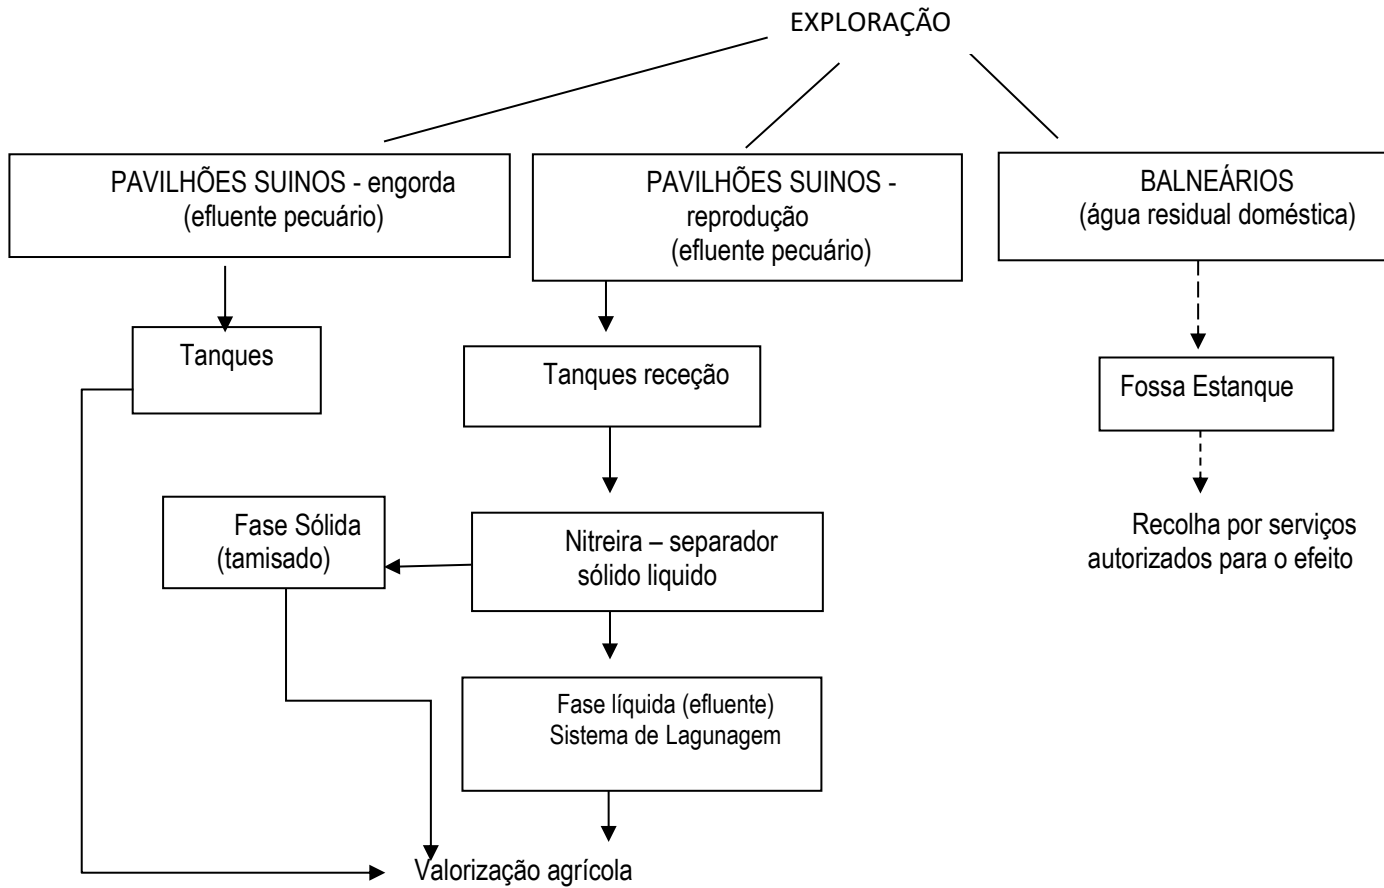 EXPLORAÇÃO
PAVILHÕES SUINOS - engorda
(efluente pecuário)
PAVILHÕES SUINOS -
reprodução
(efluente pecuário)
BALNEÁRIOS
(água residual doméstica)
Tanques
Tanques receção
Fossa Estanque
Fase Sólida
(tamisado)
Nitreira – separador
sólido liquido
Recolha por serviços
autorizados para o efeito
Fase líquida (efluente)
Sistema de Lagunagem
Valorização agrícola